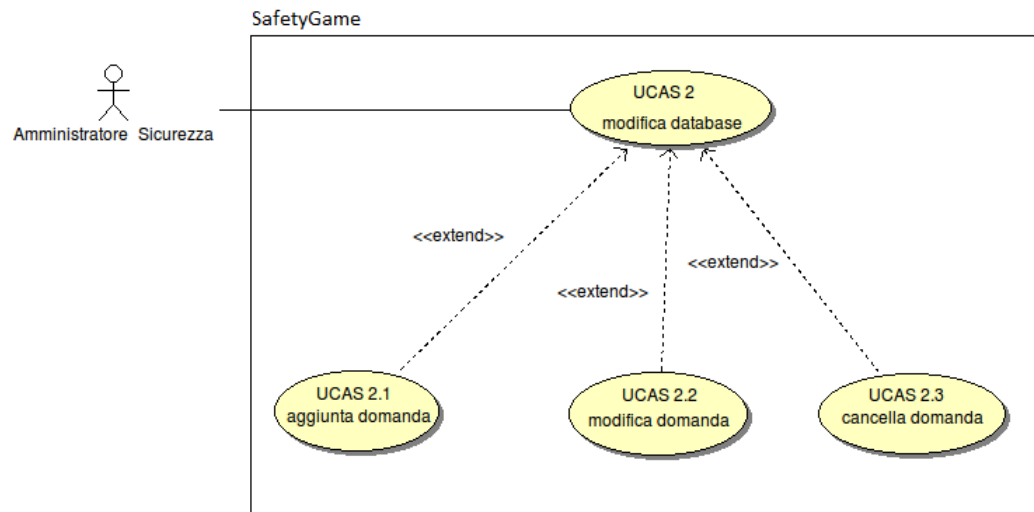 SafetyGame
UCAS 2
modifica database
Amministratore Sicurezza
<<extend>>
<<extend>>
<<extend>>
UCAS 2.1
aggiunta domanda
UCAS 2.2
modifica domanda
UCAS 2.3
cancella domanda